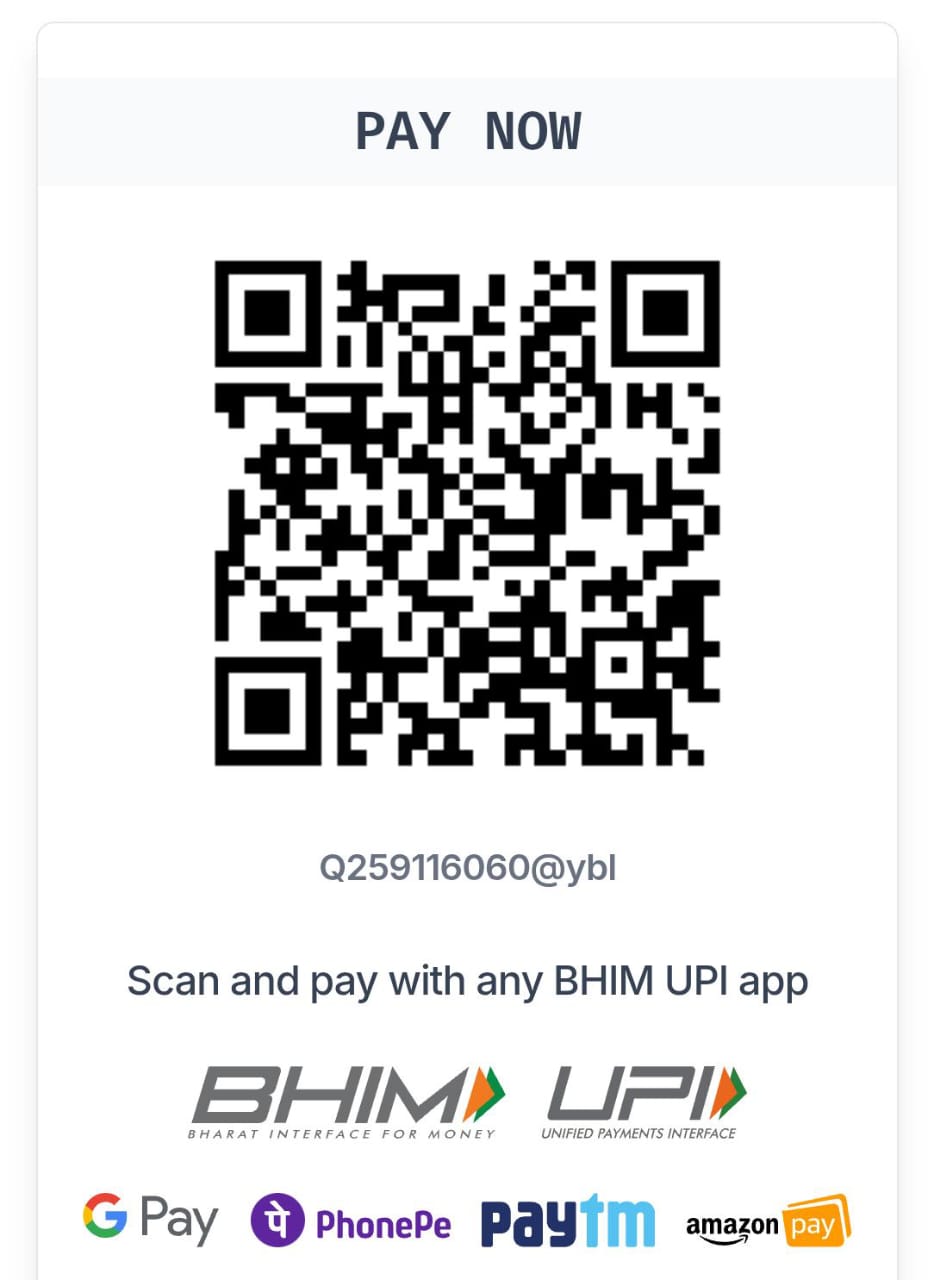 PAY NOW
Q259116060@ybl
Scan and pay with any BHIM UPI app
BHIM UPI
BHARAT INTERFACE FOR MONEY UNIFIED PAYMENTS INTERFACE
G Pay पे PhonePe paytm amazon pay